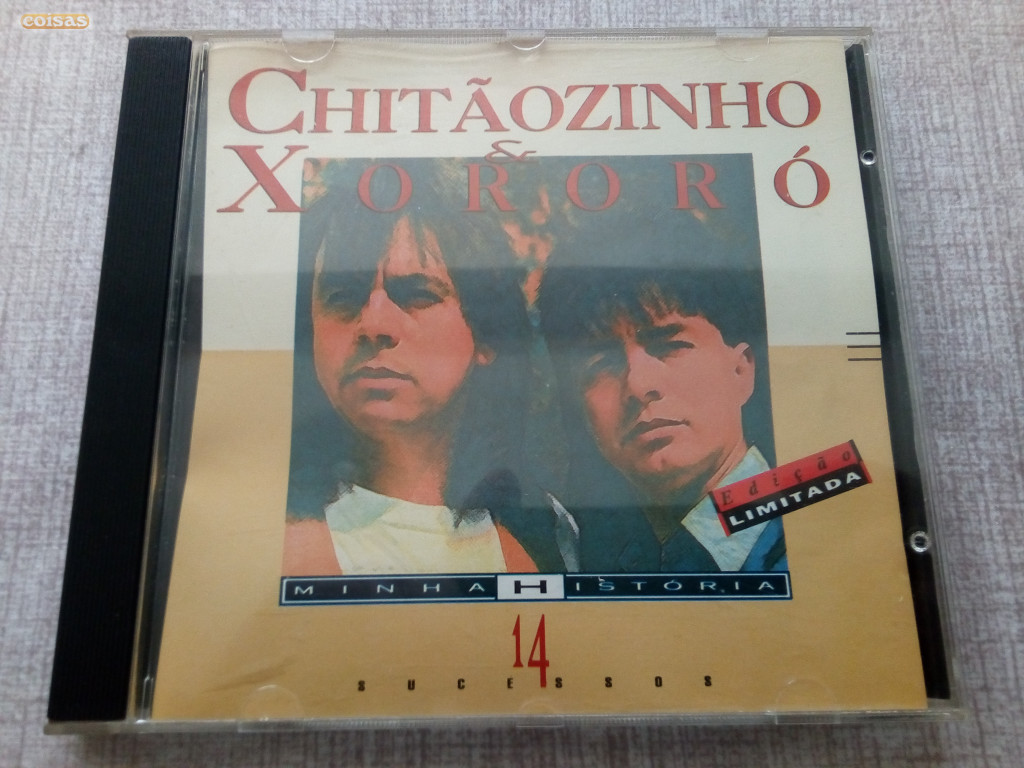 coisas
CHITÃOZINHO
&
XORORÓ
Edição
LIMITADA
MINHA HISTÓRIA
14
SUCESSOS